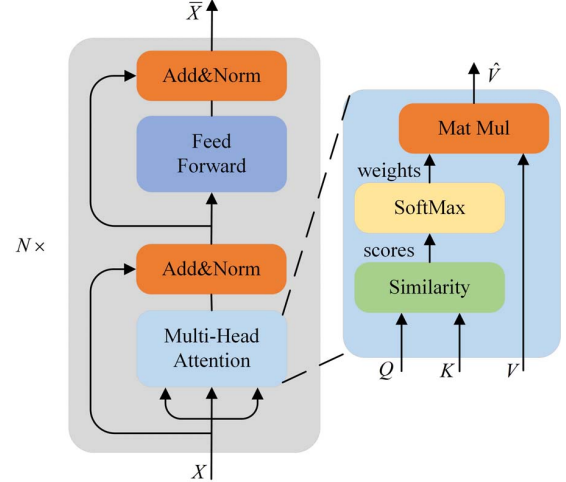 X̅
Add&Norm
Feed
Forward
N×
Add&Norm
Multi-Head
Attention
X
V̂
Mat Mul
weights
SoftMax
scores
Similarity
Q K V